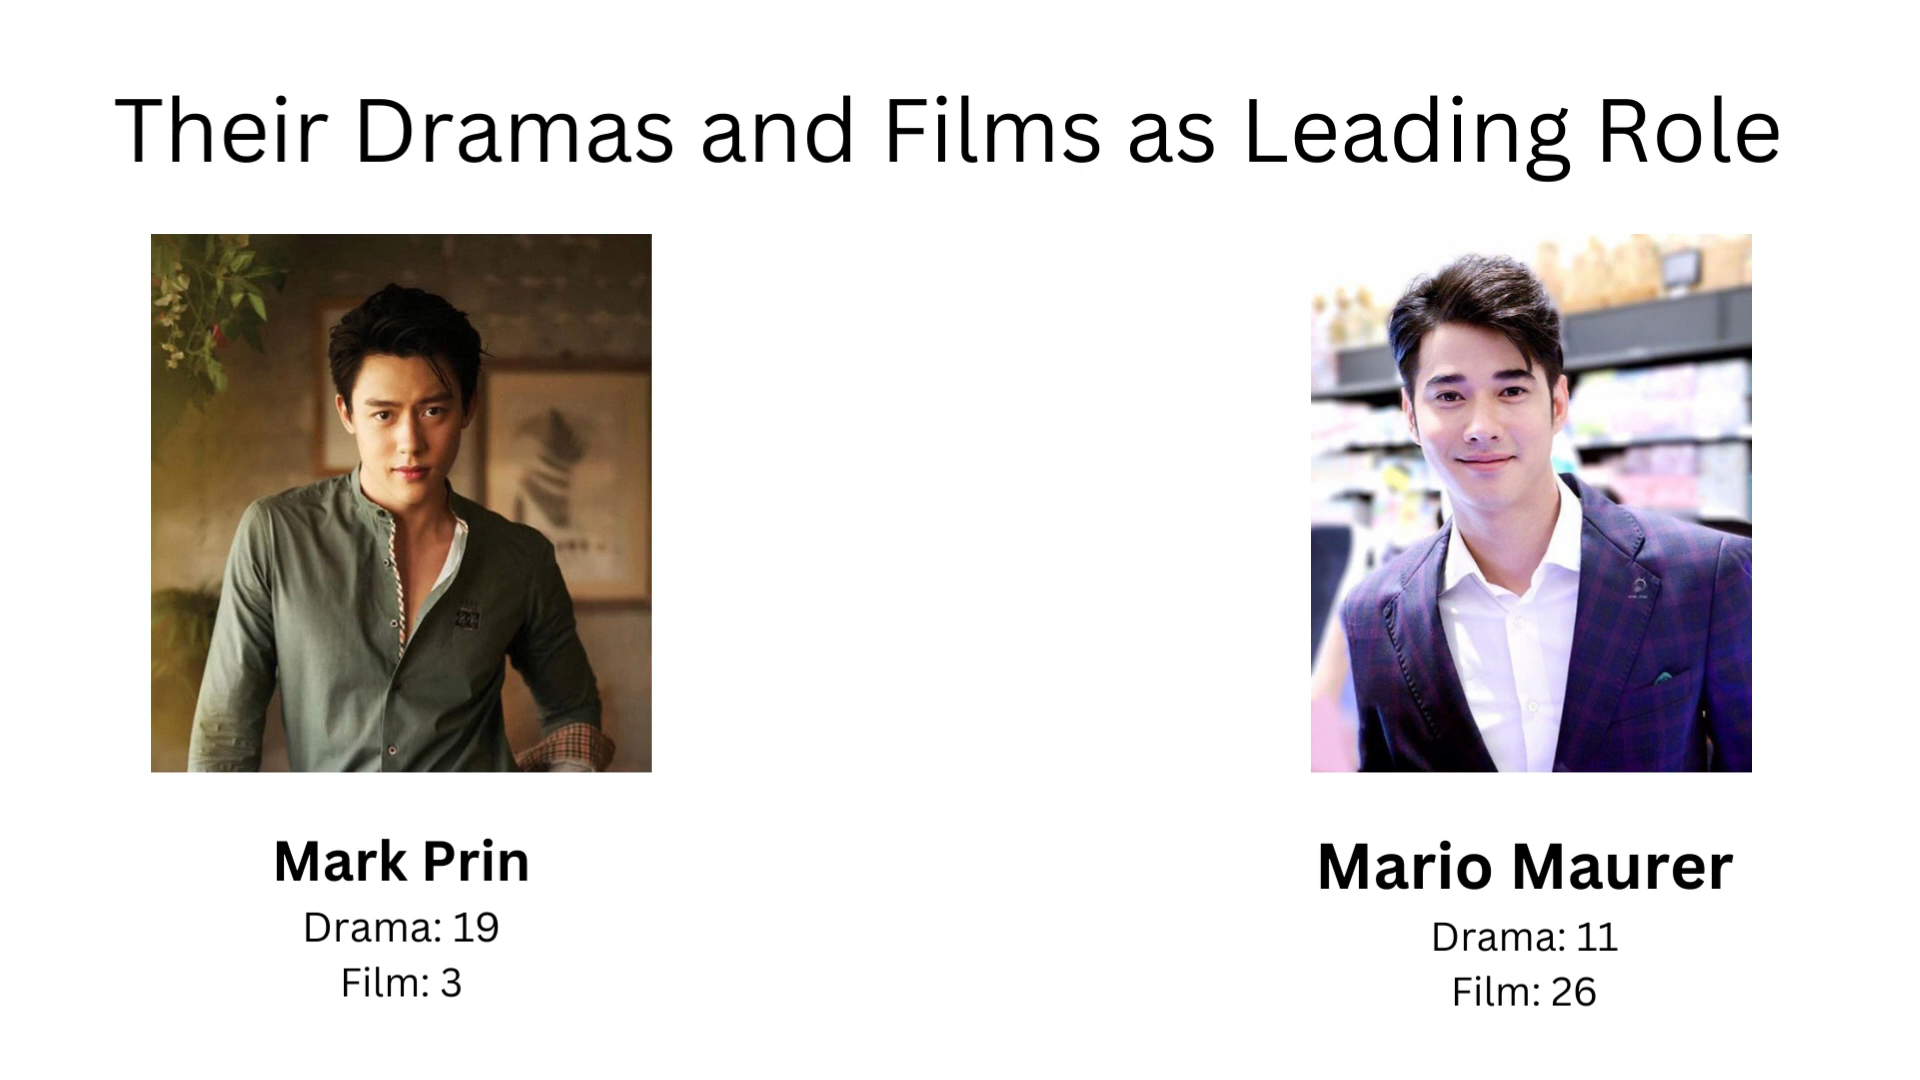 Their Dramas and Films as Leading Role
Mark Prin
Drama: 19
Film: 3
Mario Maurer
Drama: 11
Film: 26